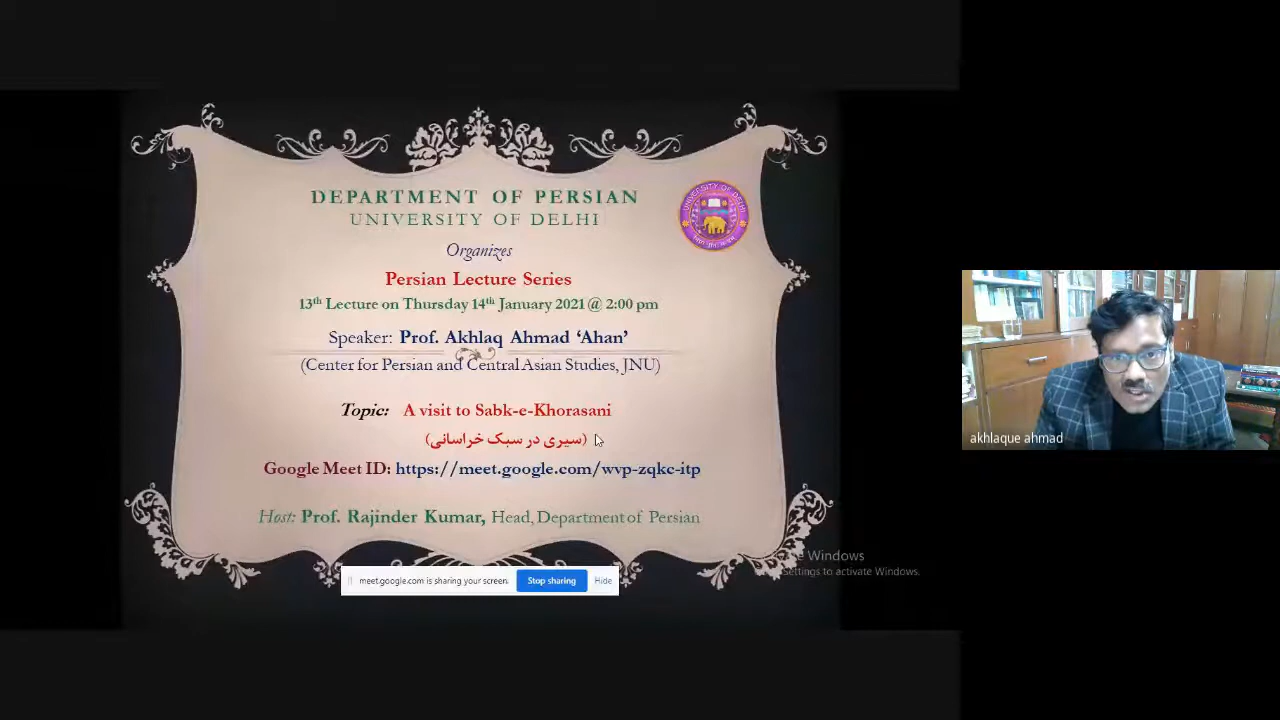 DEPARTMENT OF PERSIAN
UNIVERSITY OF DELHI
UNIVERSITY OF DELHI
Organizes
Persian Lecture Series
13th Lecture on Thursday 14th January 2021 @ 2:00 pm
Speaker: Prof. Akhlaq Ahmad ‘Ahan’
(Center for Persian and Central Asian Studies, JNU)
Topic: A visit to Sabk-e-Khorasani
(سیری در سبک خراسانی)
Google Meet ID: https://meet.google.com/wvp-zqkc-itp
Host: Prof. Rajinder Kumar, Head, Department of Persian
meet.google.com is sharing your screen. Stop sharing Hide
Windows
Settings to activate Windows.
akhlaque ahmad